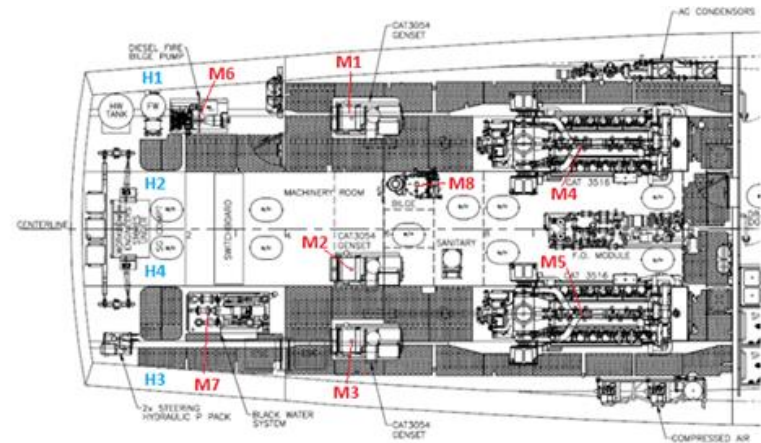 AC CONDENSORS
CAT3054
GENSET
DIESEL FIRE
BILGE PUMP
H1
M6
M1
HW
TANK
FW
M4
CAT 3516
H2
MACHINERY ROOM
M8
BILGE
CENTERLINE
SWITCHBOARD
M2
CAT3054
GENSET
SANITARY
F.O. MODULE
H4
M5
CAT 3516
M7
M3
H3
2x STEERING
HYDRAULIC P PACK
BLACK WATER
SYSTEM
CAT3054
GENSET
COMPRESSED AIR